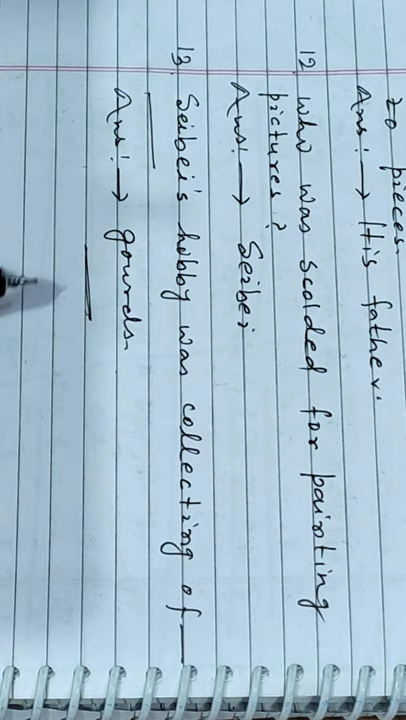 to pieces.
Ans! → His father.
12. Who was scolded for painting
pictures?
Ans! → Seibei
13. Seibei's hobby was collecting of —
Ans! → gourds.